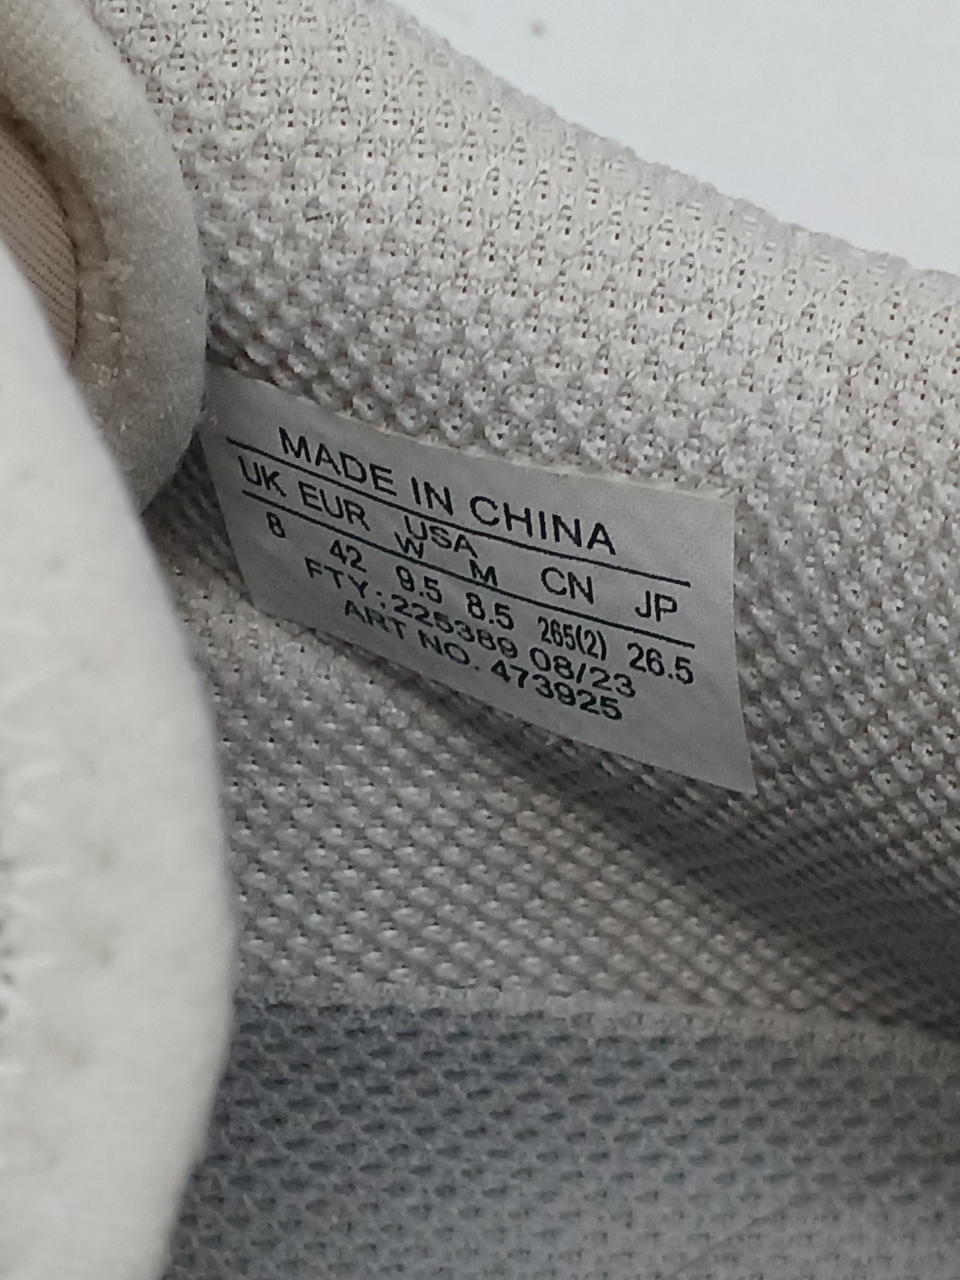 MADE IN CHINA
UK EUR USA CN JP
W M
8 42 9.5 8.5 265(2) 26.5
FTY.:225389 08/23
ART NO. 473925